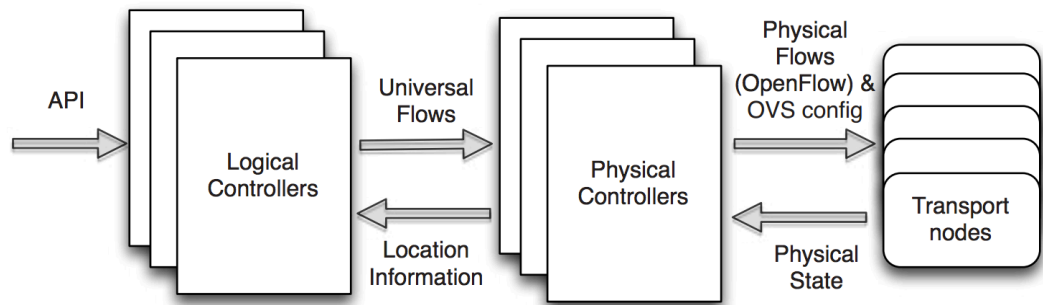 API
Logical
Controllers
Universal
Flows
Location
Information
Physical
Controllers
Physical
Flows
(OpenFlow) &
OVS config
Physical
State
Transport
nodes